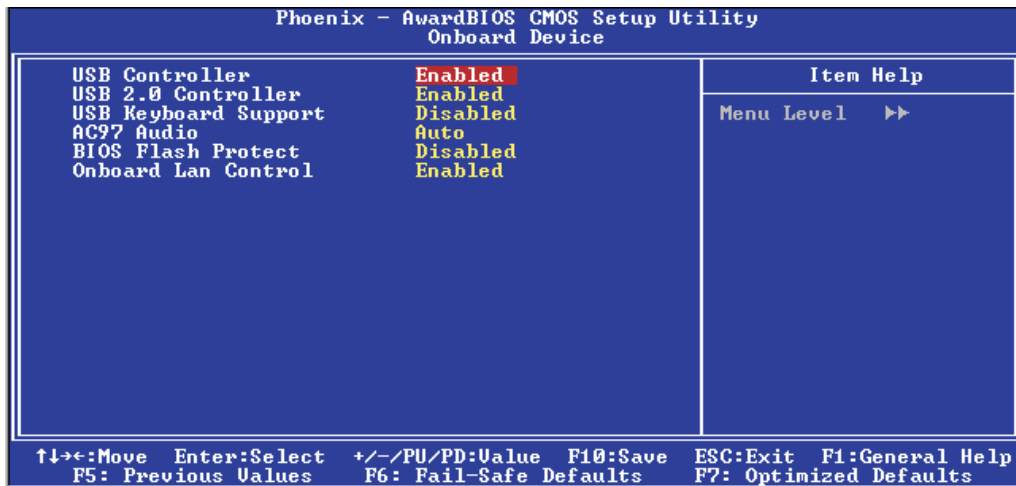 Phoenix - AwardBIOS CMOS Setup Utility
Onboard Device
USB Controller Enabled
USB 2.0 Controller Enabled
USB Keyboard Support Disabled
AC97 Audio Auto
BIOS Flash Protect Disabled
Onboard Lan Control Enabled
Item Help
Menu Level ▸▸
↑↓→←:Move Enter:Select +/-/PU/PD:Value F10:Save ESC:Exit F1:General Help
F5: Previous Values F6: Fail-Safe Defaults F7: Optimized Defaults